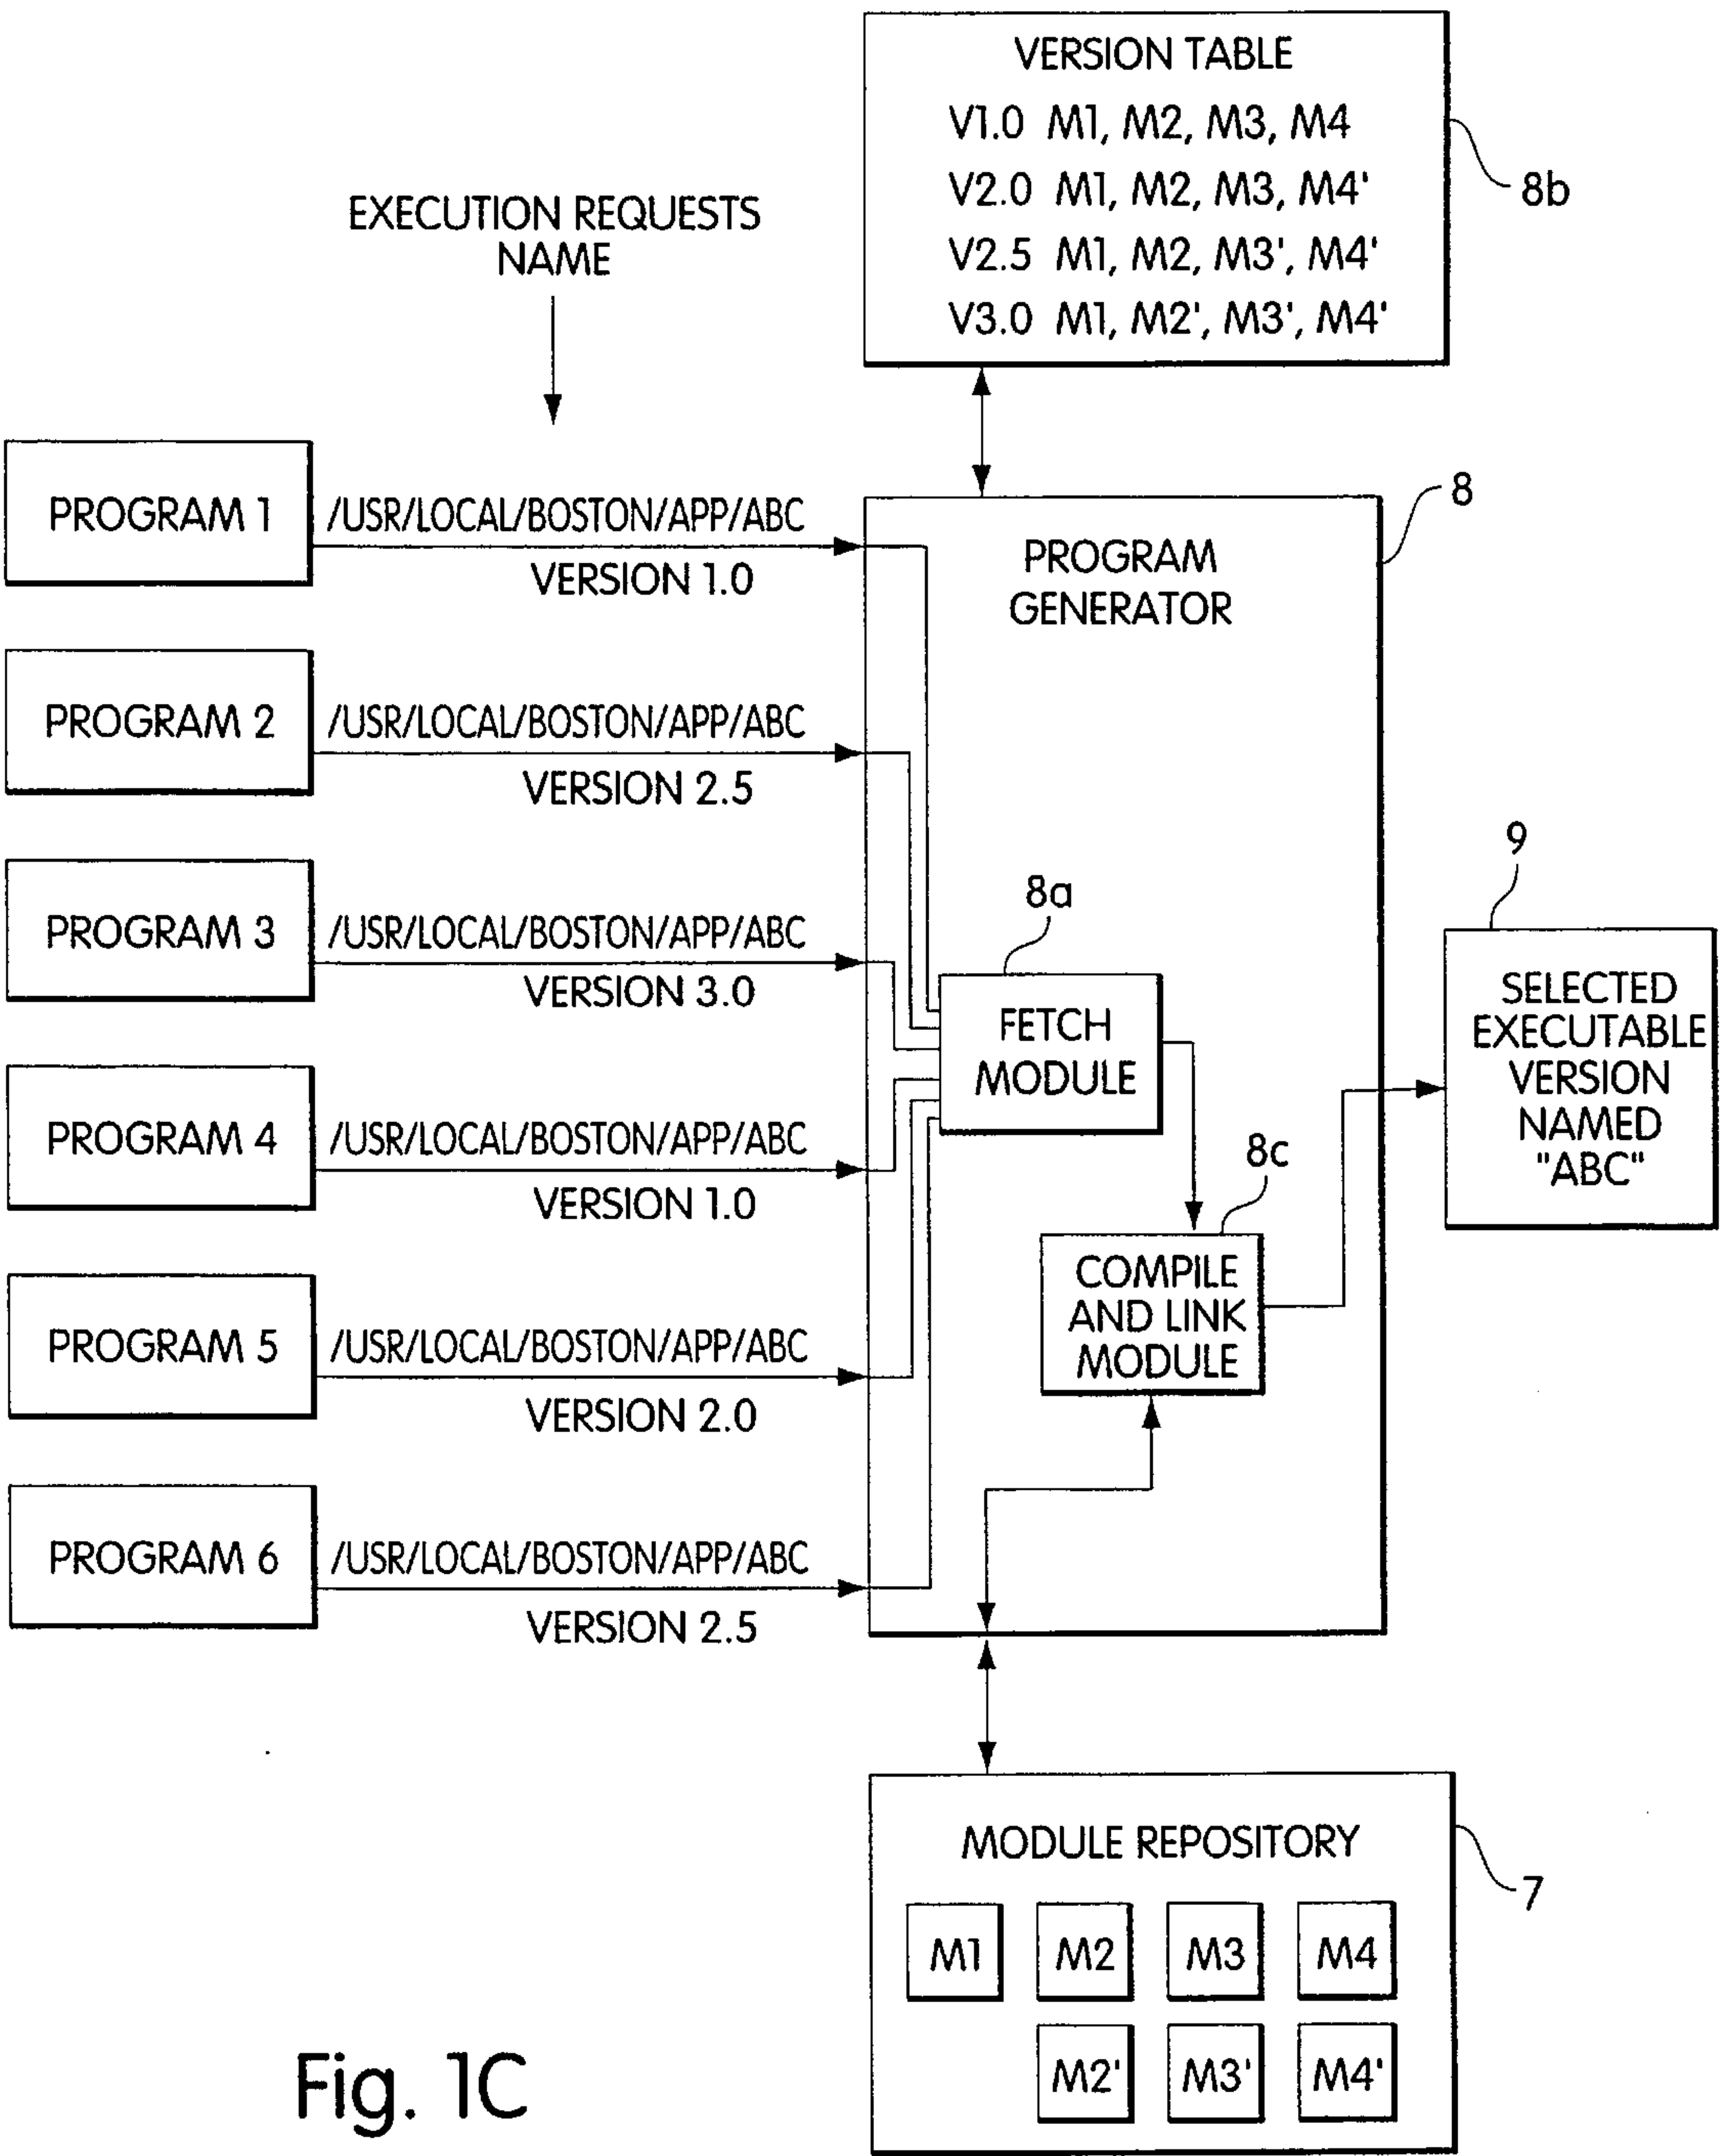 VERSION TABLE
V1.0 M1, M2, M3, M4
V2.0 M1, M2, M3, M4'
V2.5 M1, M2, M3', M4'
V3.0 M1, M2', M3', M4'
8b
EXECUTION REQUESTS
NAME
PROGRAM 1
/USR/LOCAL/BOSTON/APP/ABC
VERSION 1.0
PROGRAM 2
/USR/LOCAL/BOSTON/APP/ABC
VERSION 2.5
PROGRAM 3
/USR/LOCAL/BOSTON/APP/ABC
VERSION 3.0
PROGRAM 4
/USR/LOCAL/BOSTON/APP/ABC
VERSION 1.0
PROGRAM 5
/USR/LOCAL/BOSTON/APP/ABC
VERSION 2.0
PROGRAM 6
/USR/LOCAL/BOSTON/APP/ABC
VERSION 2.5
8
PROGRAM
GENERATOR
8a
FETCH
MODULE
8c
COMPILE
AND LINK
MODULE
9
SELECTED
EXECUTABLE
VERSION
NAMED
"ABC"
MODULE REPOSITORY
7
M1 M2 M3 M4
M2' M3' M4'
Fig. 1C